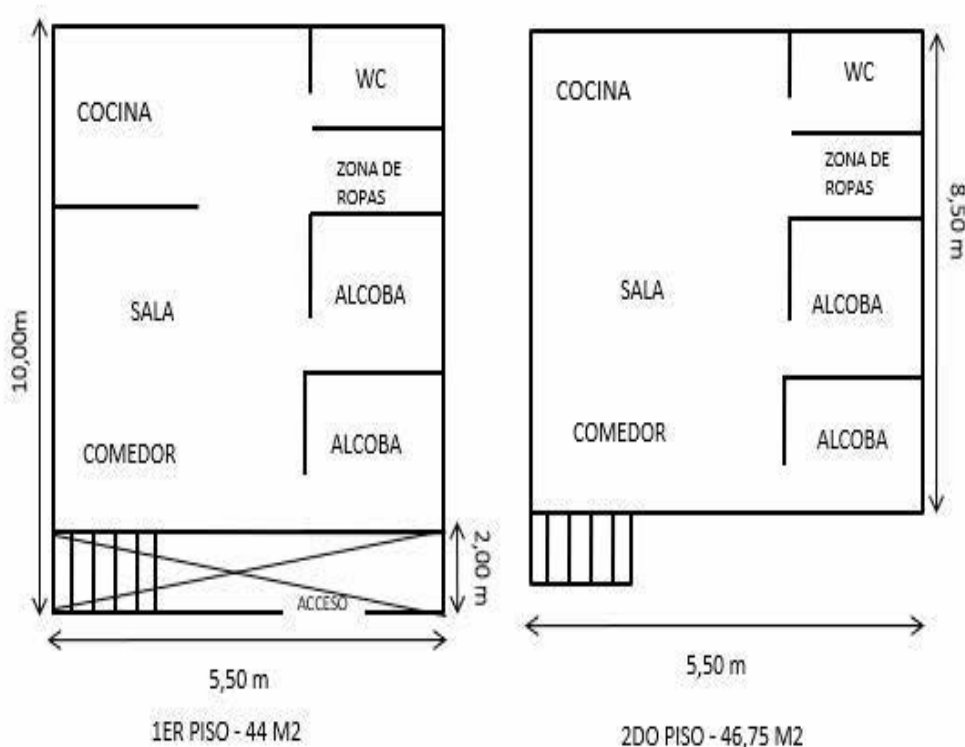 COCINA
WC
ZONA DE
ROPAS
SALA
ALCOBA
COMEDOR
ALCOBA
10,00m
2,00 m
ACCESO
5,50 m
1ER PISO - 44 M2
COCINA
WC
ZONA DE
ROPAS
SALA
ALCOBA
COMEDOR
ALCOBA
8,50 m
5,50 m
2DO PISO - 46,75 M2